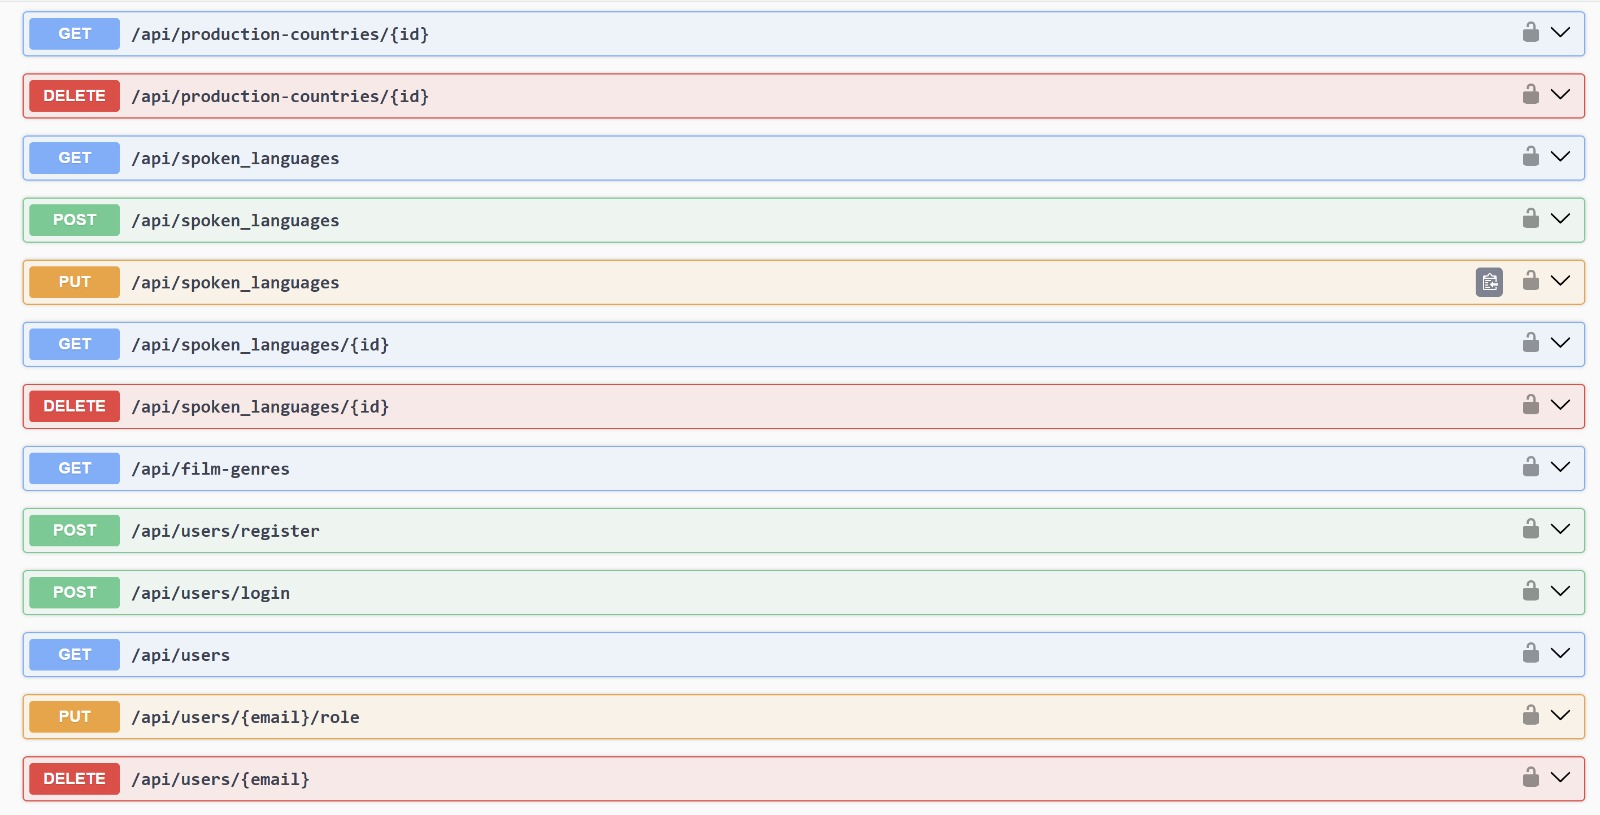 GET /api/production-countries/{id}
DELETE /api/production-countries/{id}
GET /api/spoken_languages
POST /api/spoken_languages
PUT /api/spoken_languages
GET /api/spoken_languages/{id}
DELETE /api/spoken_languages/{id}
GET /api/film-genres
POST /api/users/register
POST /api/users/login
GET /api/users
PUT /api/users/{email}/role
DELETE /api/users/{email}